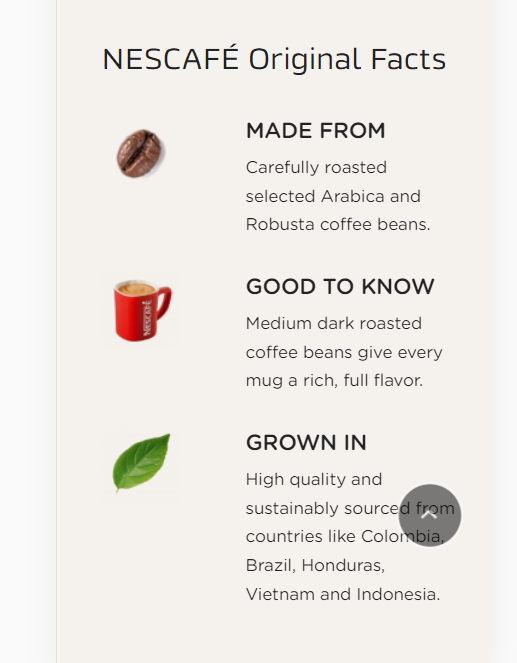 NESCAFÉ Original Facts
MADE FROM
Carefully roasted
selected Arabica and
Robusta coffee beans.
NESCAFÉ
GOOD TO KNOW
Medium dark roasted
coffee beans give every
mug a rich, full flavor.
GROWN IN
High quality and
sustainably sourced from
countries like Colombia,
Brazil, Honduras,
Vietnam and Indonesia.